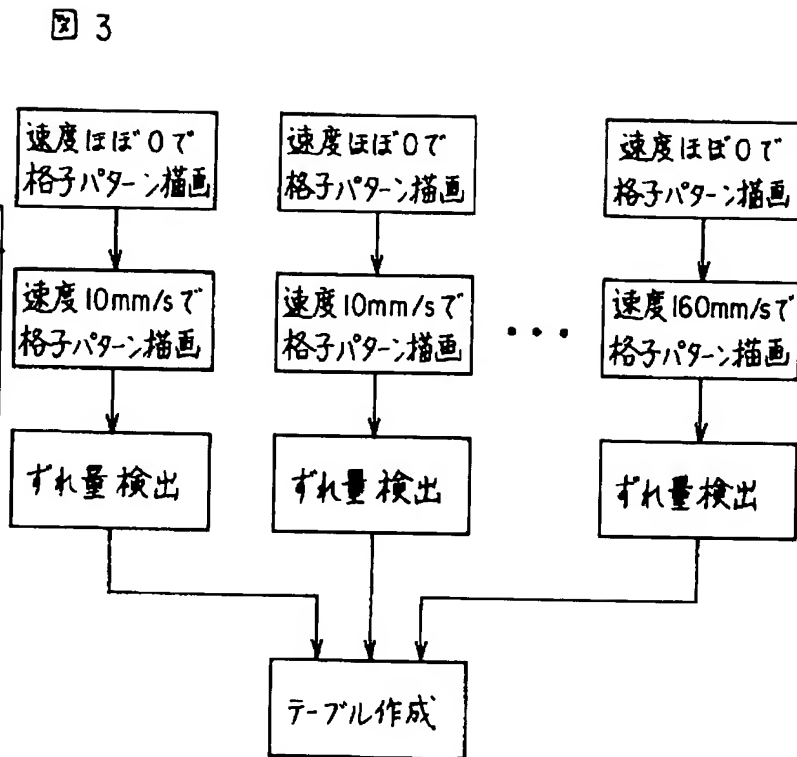 図 3
速度ほぼ0で
格子パターン描画
速度10mm/sで
格子パターン描画
ずれ量検出
速度ほぼ0で
格子パターン描画
速度10mm/sで
格子パターン描画
ずれ量検出
...
速度ほぼ0で
格子パターン描画
速度160mm/sで
格子パターン描画
ずれ量検出
テーブル作成